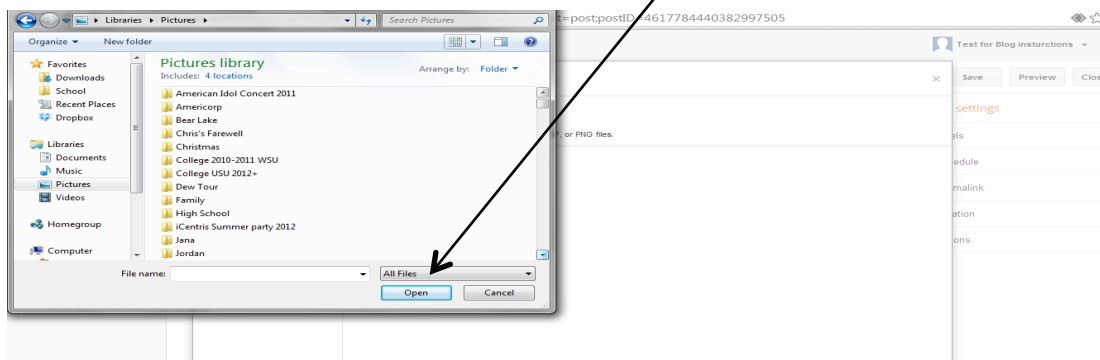 Libraries ▸ Pictures ▸
Search Pictures
t=post;postID=4617784440382997505
Organize
New folder
Test for Blog insturctions
Favorites
Downloads
School
Recent Places
Dropbox
Libraries
Documents
Music
Pictures
Videos
Homegroup
Computer
Pictures library
Includes: 4 locations
Arrange by: Folder
American Idol Concert 2011
Americorp
Bear Lake
Chris's Farewell
Christmas
College 2010-2011 WSU
College USU 2012+
Dew Tour
Family
High School
iCentris Summer party 2012
Jana
Jordan
File name:
All Files
Open
Cancel
, or PNG files.
×
Save
Preview
Clos
settings
els
edule
malink
ation
ons